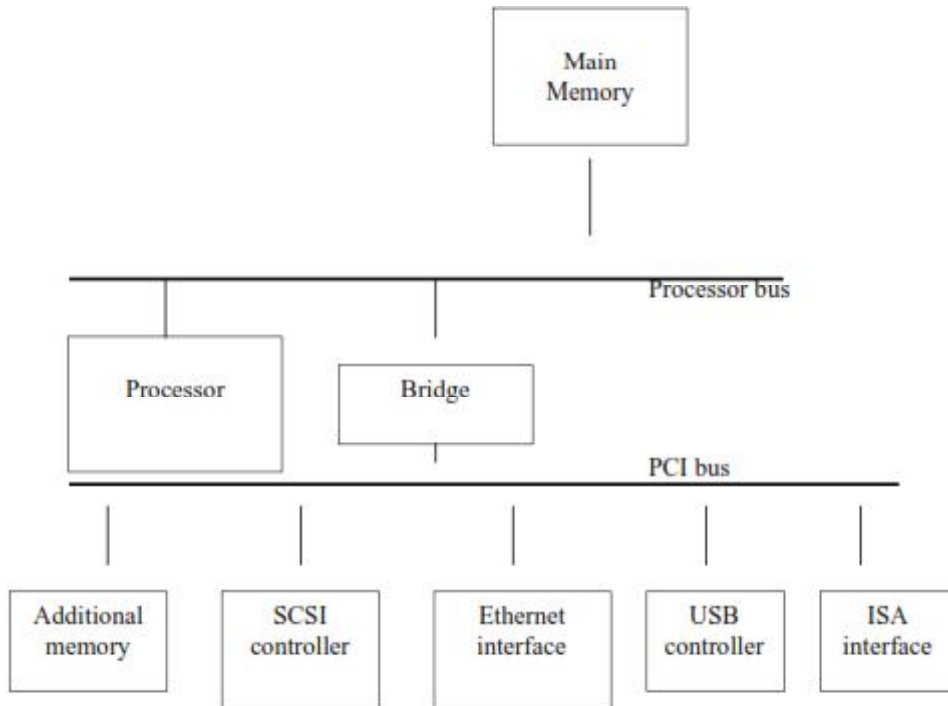 Main
Memory
Processor bus
Processor
Bridge
PCI bus
Additional
memory
SCSI
controller
Ethernet
interface
USB
controller
ISA
interface